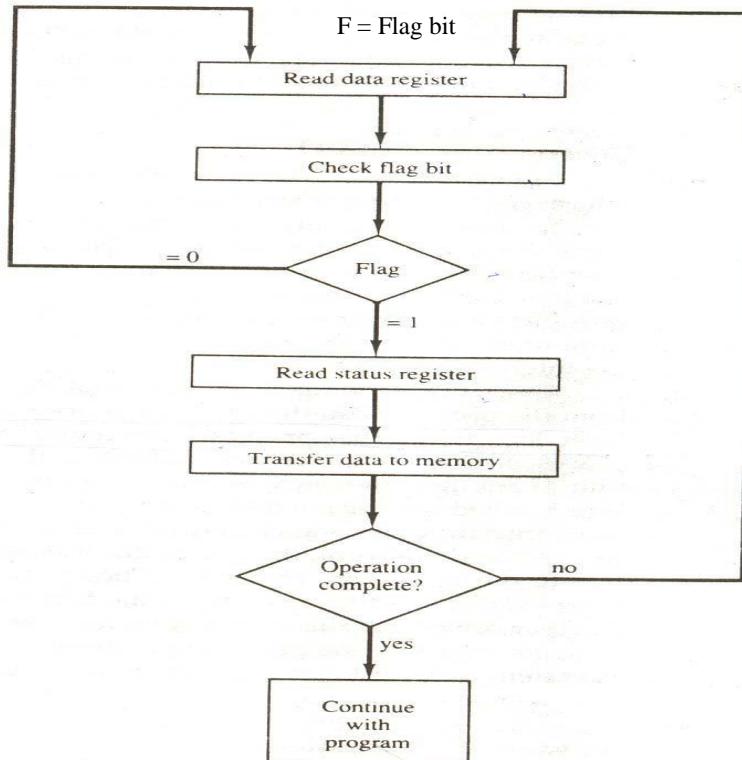 F = Flag bit
Read data register
Check flag bit
= 0
Flag
= 1
Read status register
Transfer data to memory
Operation
complete?
no
yes
Continue
with
program